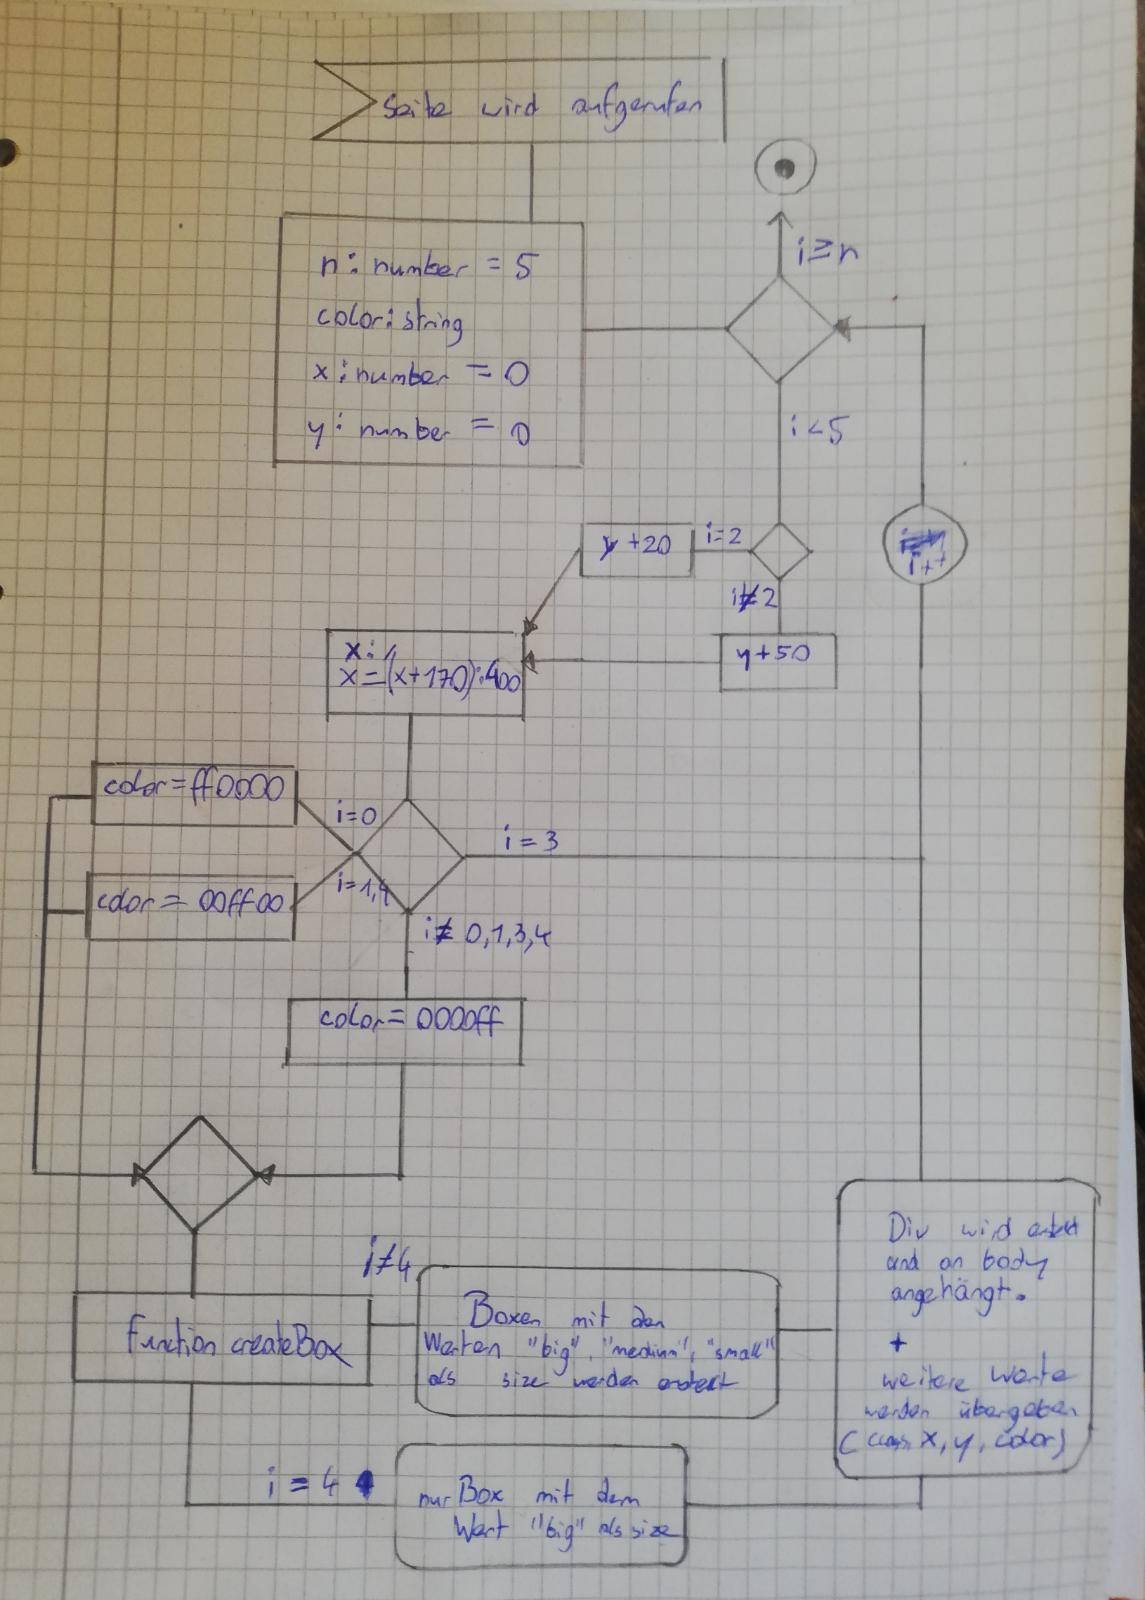 Seite wird aufgerufen
i≥n
n: number = 5
color: string
x: number = 0
y: number = 0
i<5
y+20
i=2
i++
i≠2
y+50
x:
x=(x+170):400
color=ff0000
i=0
i=3
i=1,4
color= 00ff00
i≠ 0,1,3,4
color= 0000ff
i≠4
Div wird
und an body
angehängt.
+
weitere Werte
werden übergeben
x, y, color)
function createBox
Boxen mit den
Werten "big", "medium", "small"
als size werden erstellt
i=4
nur Box mit dem
Wert "big" als size